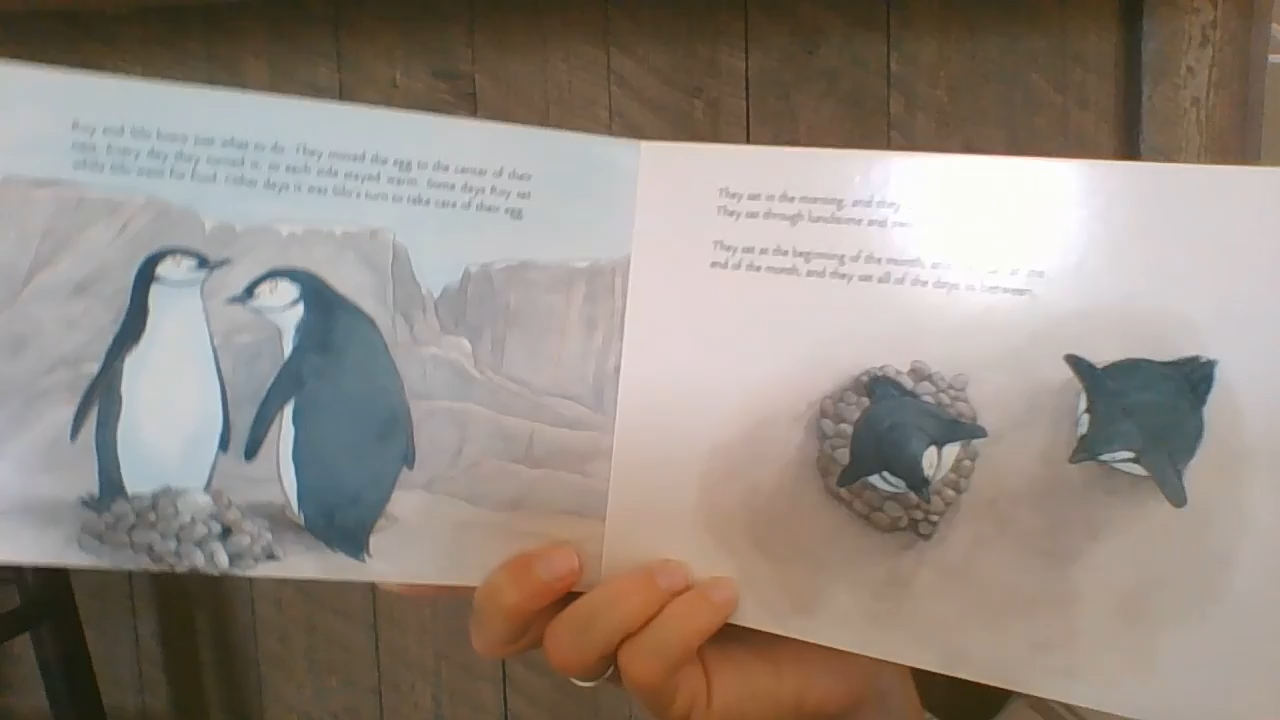 Roy and Silo knew just what to do. They moved the egg to the center of their
nest. Every day they turned it, so each side stayed warm. Some days Roy sat
while Silo went for food. Other days it was Silo's turn to take care of their egg.
They sat in the morning, and they
They sat through lunchtime and
They sat at the beginning of the month, and at the
end of the month, and they sat all of the days in between.